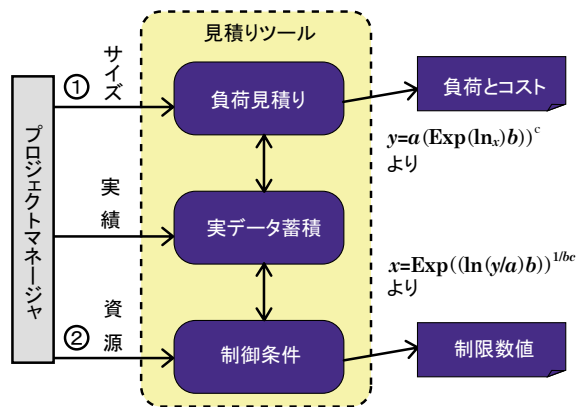 見積りツール
プロジェクトマネージャ
① サイズ
負荷見積り
負荷とコスト
y=a(Exp(lnx)b))c
より
実績
実データ蓄積
x=Exp((ln(y/a)b))1/bc
より
② 資源
制御条件
制限数値